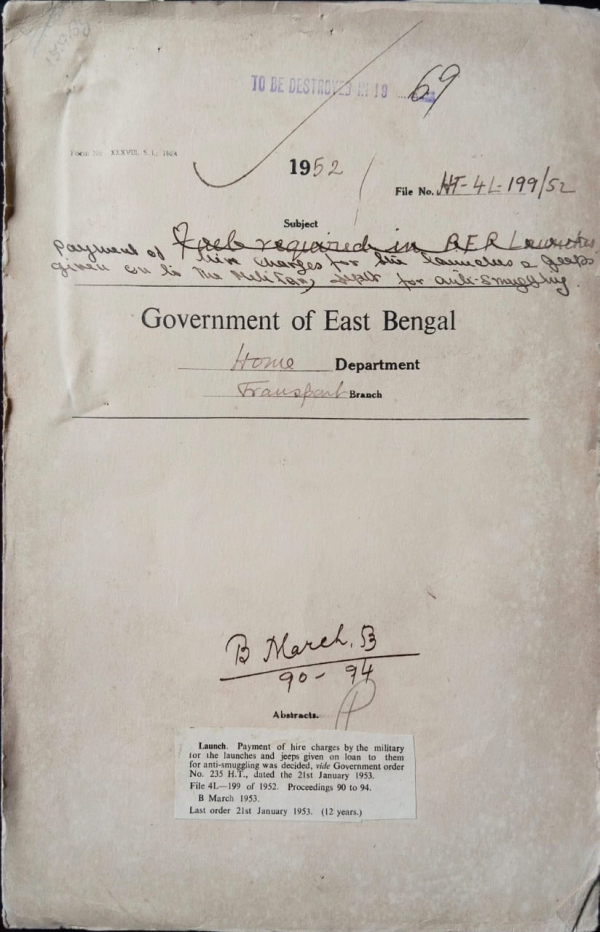 TO BE DESTROYED IN 19 69
Form No. XXXVIII
1952
File No. HT-4L-199/52
Subject
Fuel required in R.E.R Launches
Payment of hire charges for the launches & Jeeps
given on to the Military deptt for anti-smuggling.
Government of East Bengal
Home Department
Transport Branch
B March, B
90 - 94
Abstracts.
Launch. Payment of hire charges by the military
for the launches and jeeps given on loan to them
for anti-smuggling was decided, vide Government order
No. 235 H.T., dated the 21st January 1953.
File 4L—199 of 1952. Proceedings 90 to 94.
B March 1953.
Last order 21st January 1953. (12 years.)